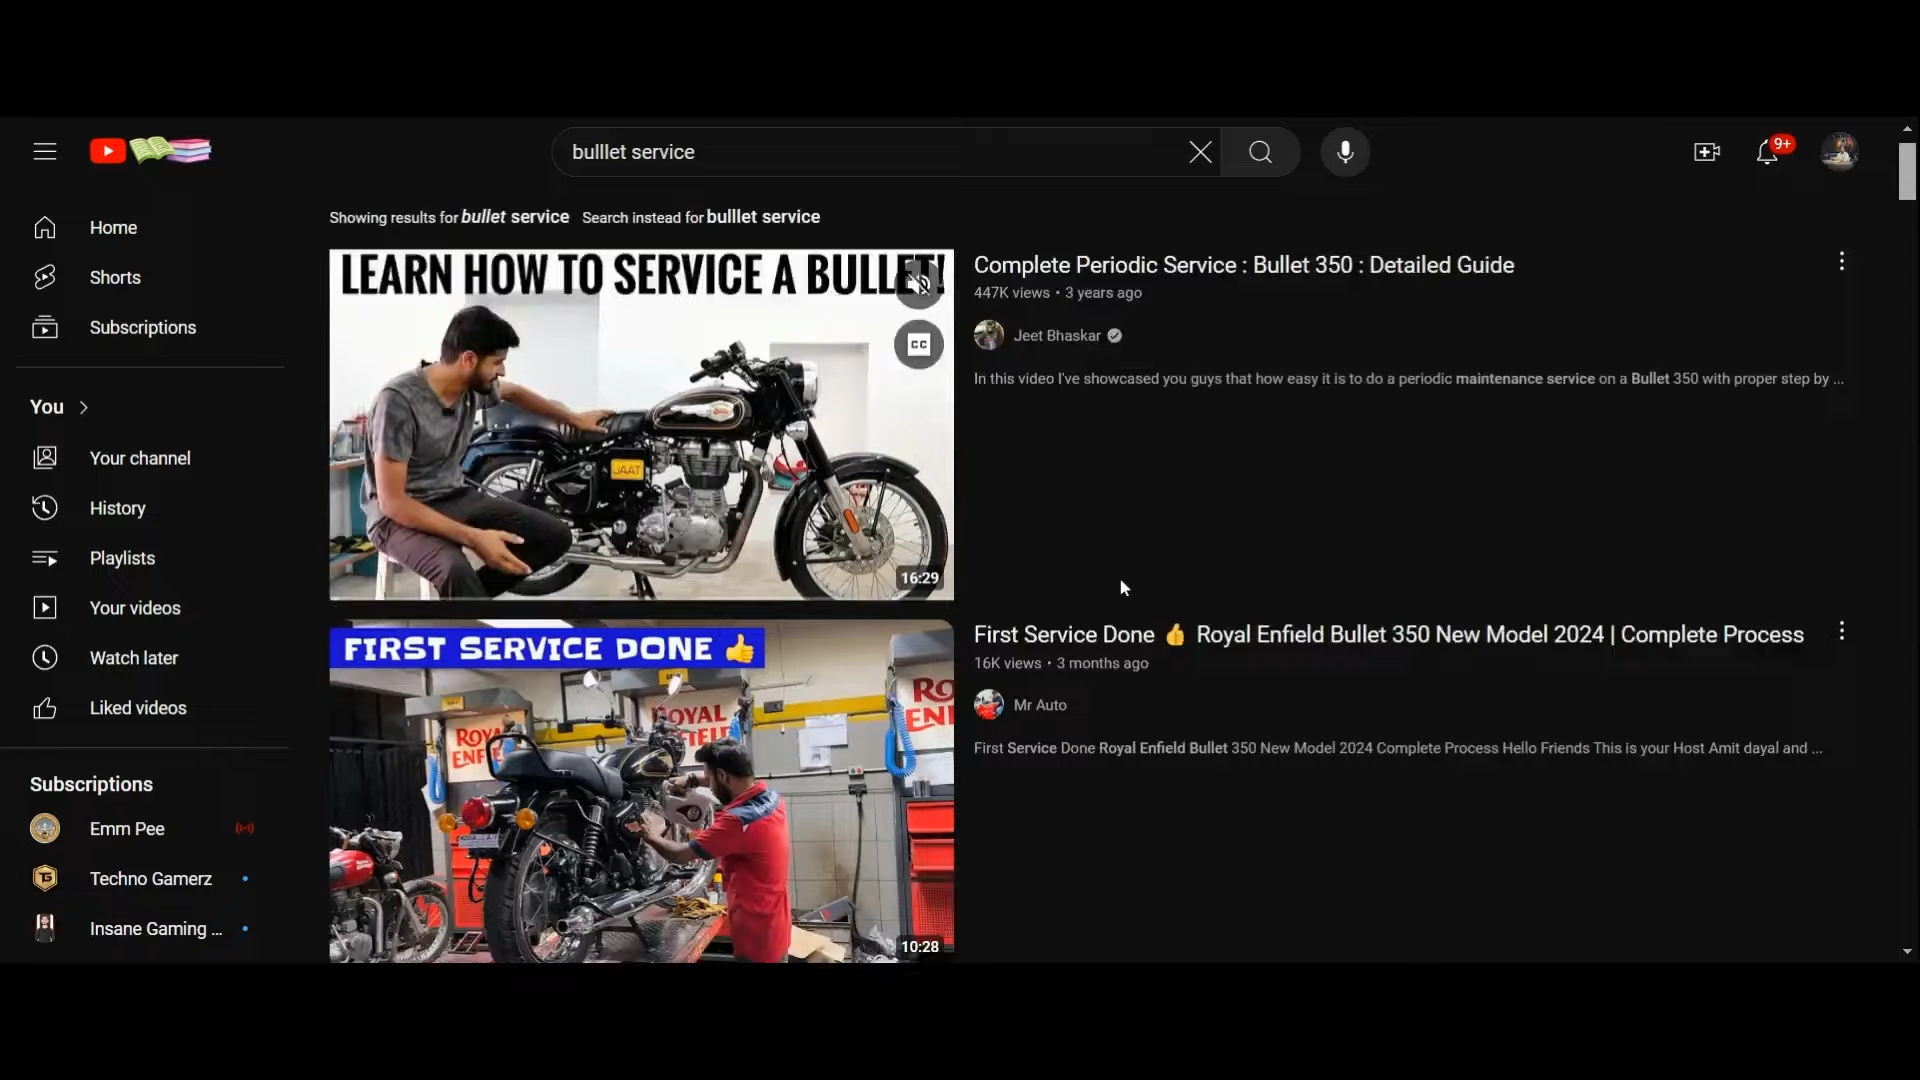 bulllet service
9+
Home
Shorts
Subscriptions
You
Your channel
History
Playlists
Your videos
Watch later
Liked videos
Subscriptions
Emm Pee
Techno Gamerz
Insane Gaming ...
Showing results for bullet service Search instead for bulllet service
LEARN HOW TO SERVICE A BULLET!
CC
JAAT
16:29
Complete Periodic Service : Bullet 350 : Detailed Guide
447K views • 3 years ago
Jeet Bhaskar
In this video I've showcased you guys that how easy it is to do a periodic maintenance service on a Bullet 350 with proper step by ...
FIRST SERVICE DONE 👍
ROYAL
10:28
First Service Done 👍 Royal Enfield Bullet 350 New Model 2024 | Complete Process
16K views • 3 months ago
Mr Auto
First Service Done Royal Enfield Bullet 350 New Model 2024 Complete Process Hello Friends This is your Host Amit dayal and ...